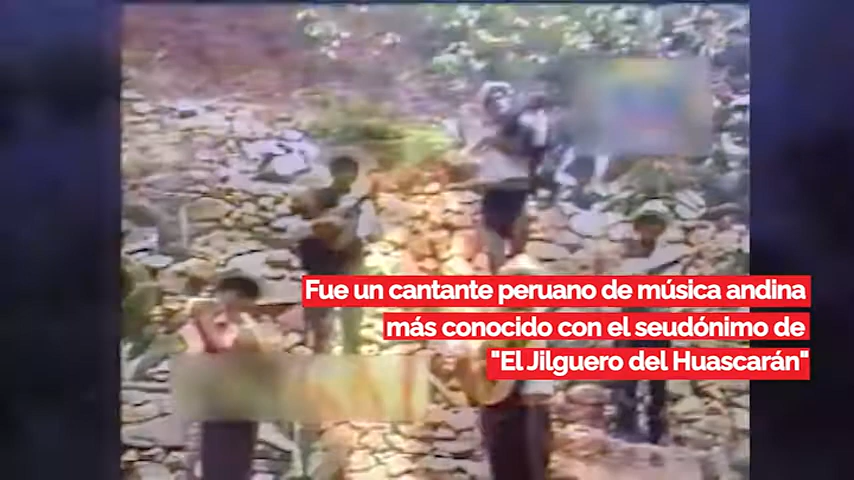 Fue un cantante peruano de música andina
más conocido con el seudónimo de
"El Jilguero del Huascarán"